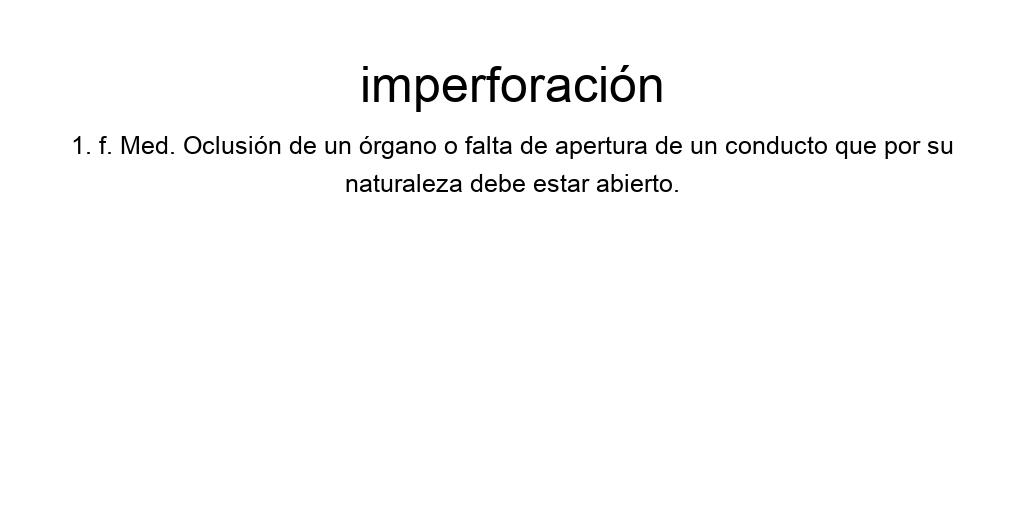 imperforación
1. f. Med. Oclusión de un órgano o falta de apertura de un conducto que por su
naturaleza debe estar abierto.